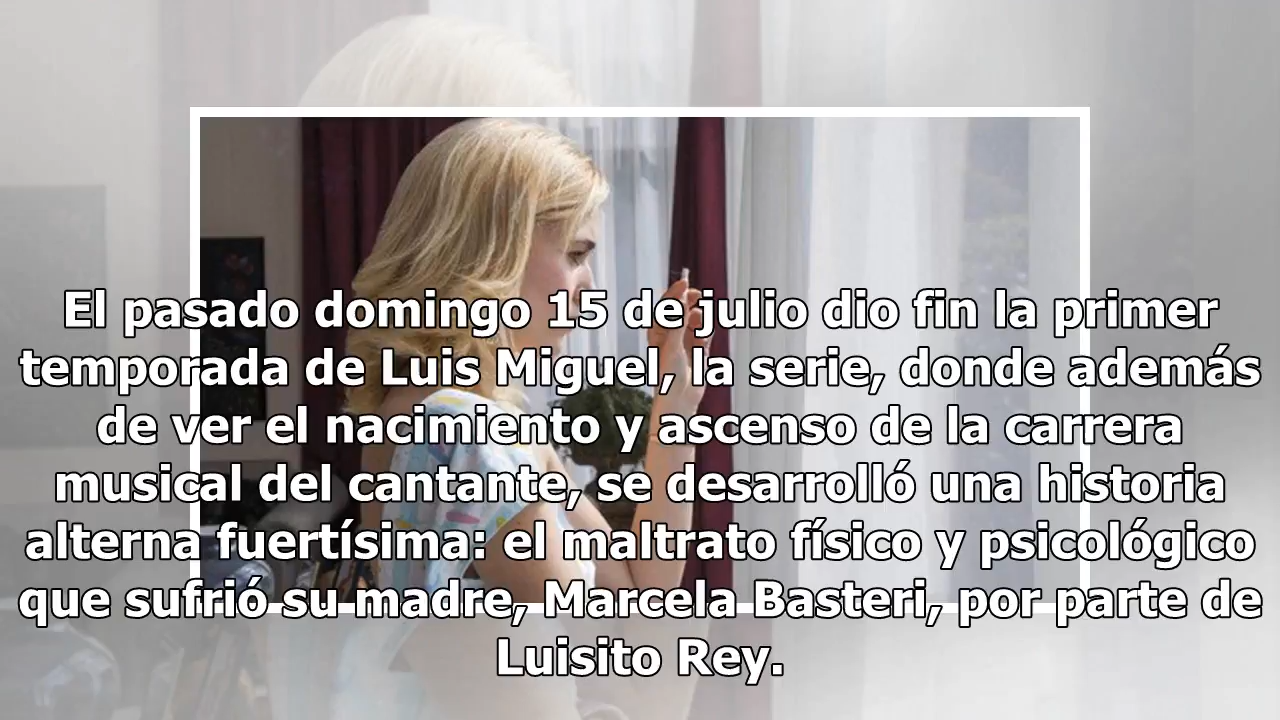 El pasado domingo 15 de julio dio fin la primer
temporada de Luis Miguel, la serie, donde además
de ver el nacimiento y ascenso de la carrera
musical del cantante, se desarrolló una historia
alterna fuertísima: el maltrato físico y psicológico
que sufrió su madre, Marcela Basteri, por parte de
Luisito Rey.